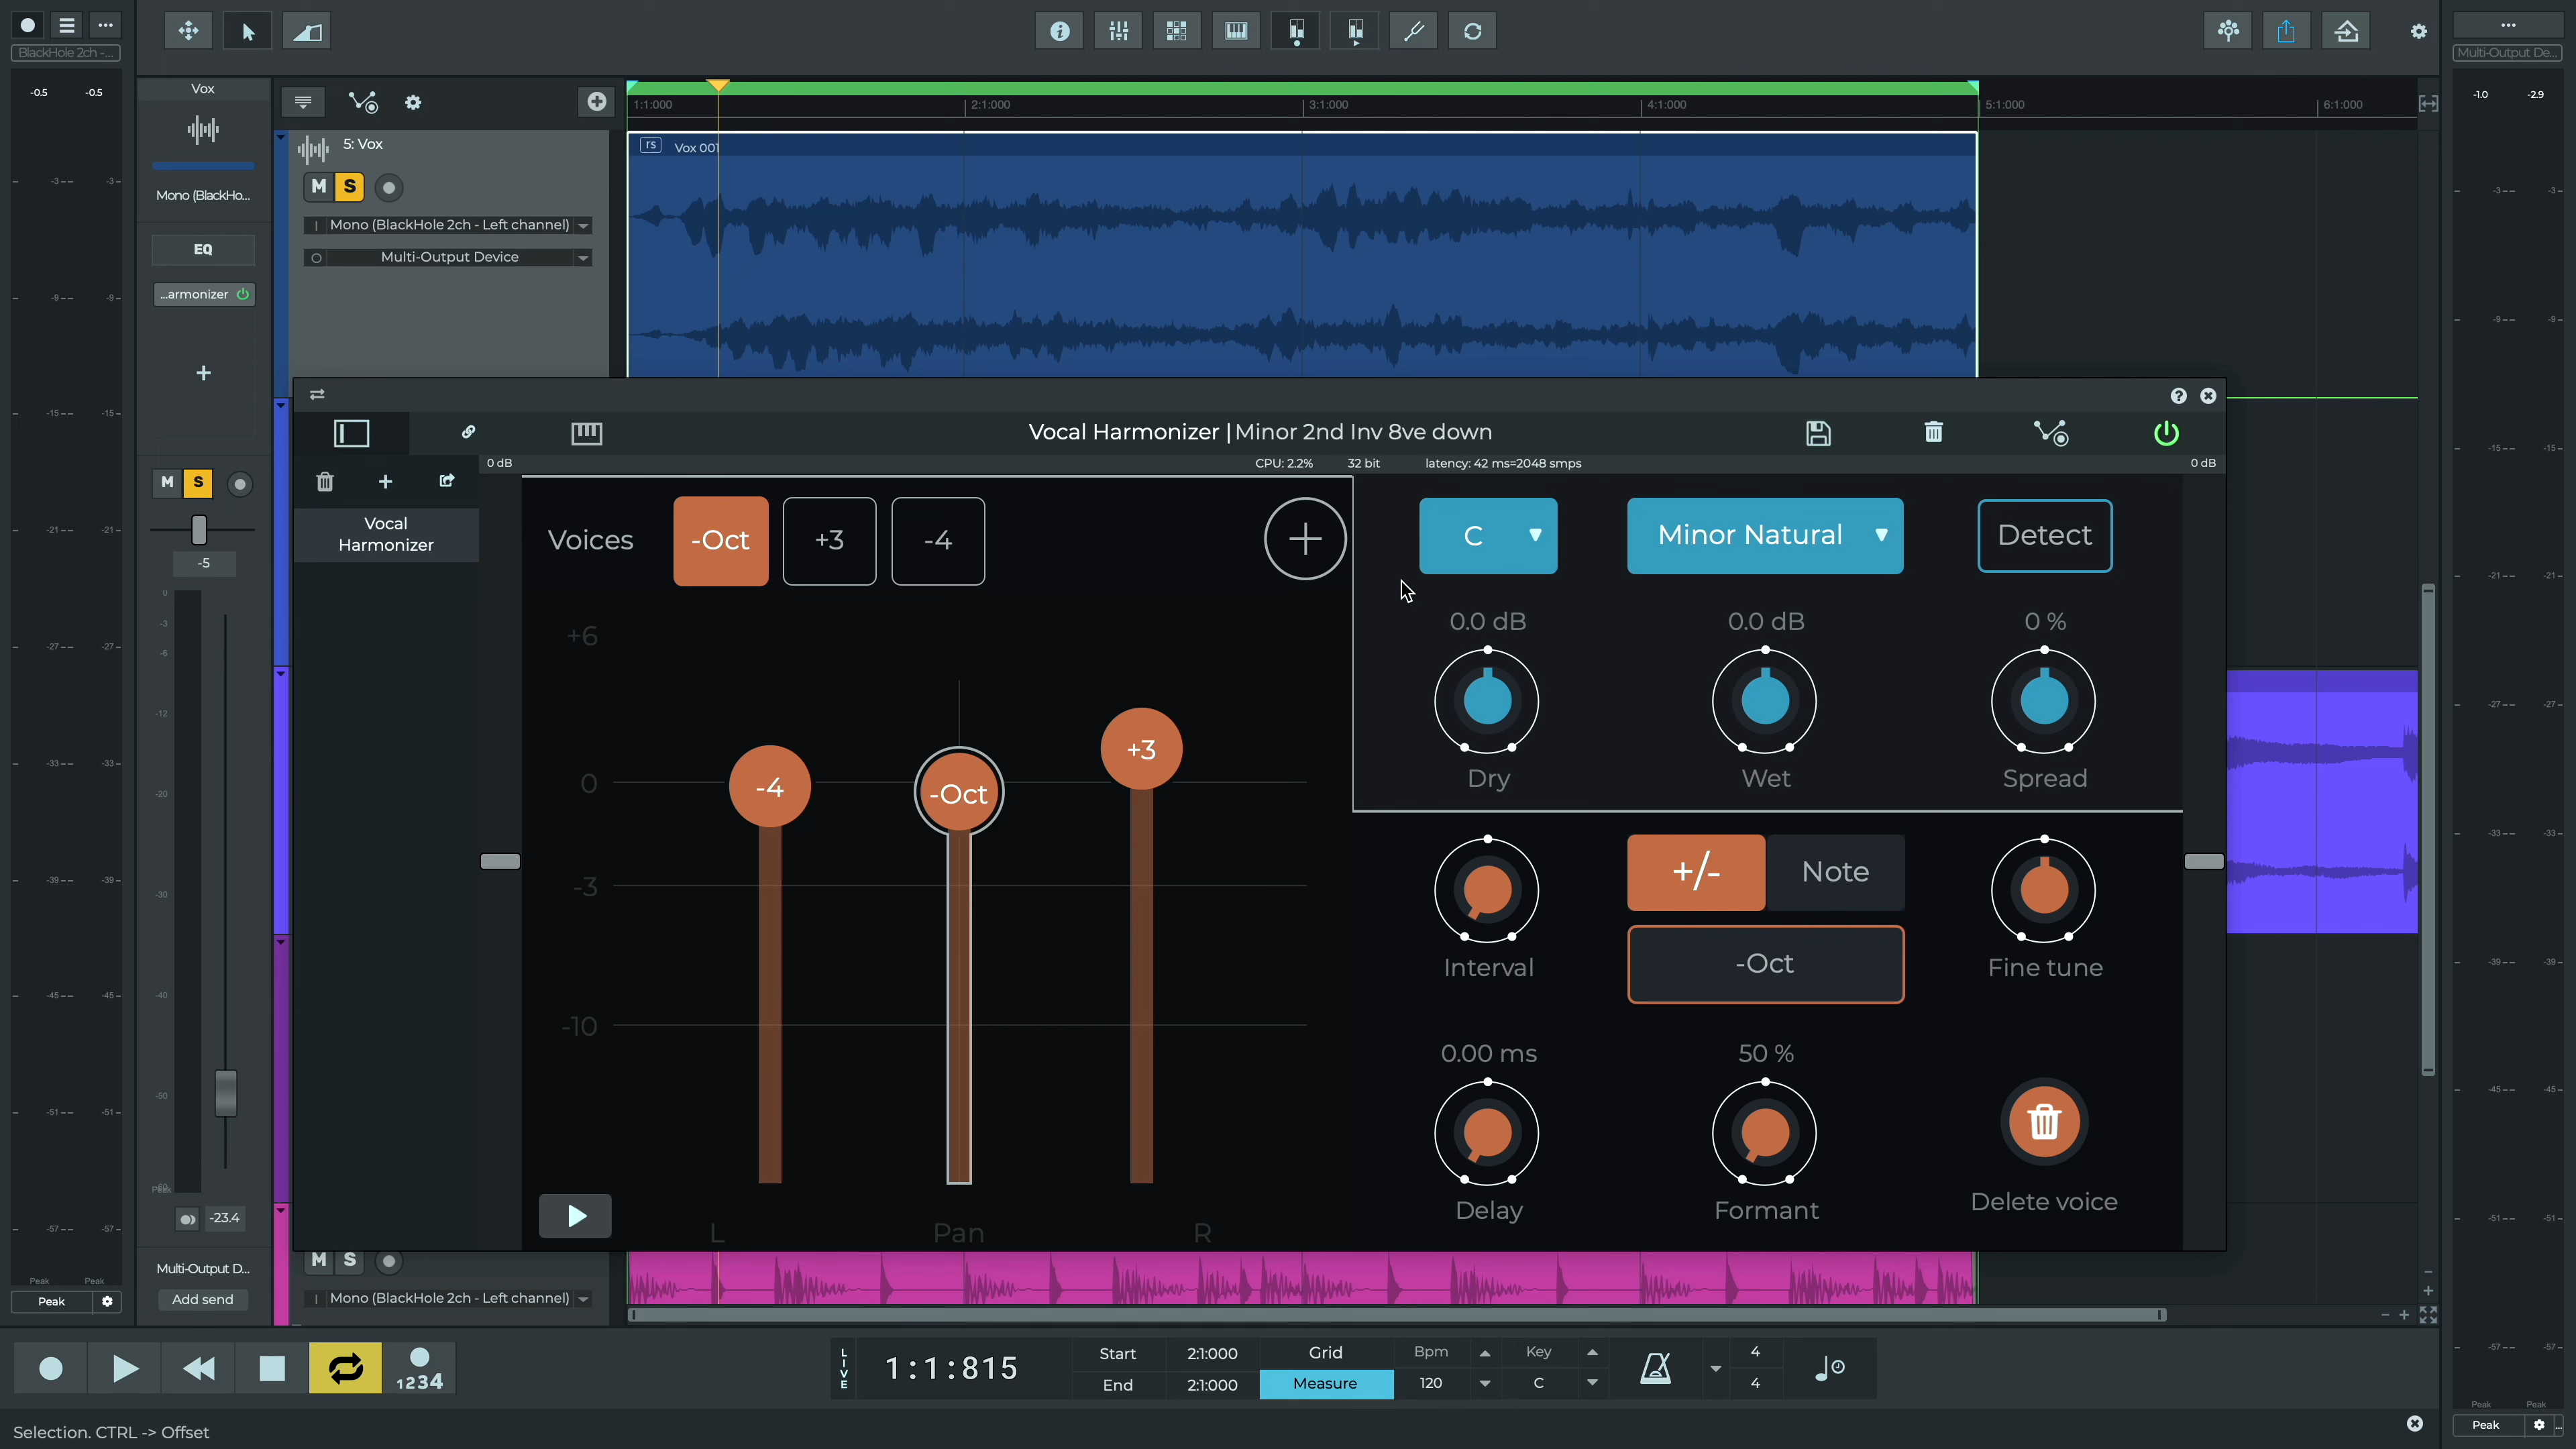 BlackHole 2ch -...
Multi-Output De...
-0.5 -0.5
-1.0 -2.9
Vox
1:1:000
2:1:000
3:1:000
4:1:000
5:1:000
6:1:000
5: Vox
rs Vox 001
M S
Mono (BlackHo...
Mono (BlackHole 2ch - Left channel)
EQ
Multi-Output Device
...armonizer
+
Vocal Harmonizer | Minor 2nd Inv 8ve down
0 dB
CPU: 2.2%
32 bit
latency: 42 ms=2048 smps
0 dB
M S
Vocal
Harmonizer
Voices
-Oct
+3
-4
C
Minor Natural
Detect
-5
0.0 dB
0.0 dB
0 %
+6
0
-3
-10
-4
-Oct
+3
Dry
Wet
Spread
+/-
Note
-Oct
Interval
Fine tune
0.00 ms
50 %
Delay
Formant
Delete voice
L
Pan
R
0
-3
-6
-12
-20
-30
-40
-50
Peak
-23.4
-3-- -3-
-9-- -9-
-15-- -15-
-21-- -21-
-27-- -27-
-33-- -33-
-39-- -39-
-45-- -45-
-51-- -51-
-57-- -57-
-3-- -3-
-9-- -9-
-15-- -15-
-21-- -21-
-27-- -27-
-33-- -33-
-39-- -39-
-45-- -45-
-51-- -51-
-57-- -57-
M S
Multi-Output D...
Add send
Mono (BlackHole 2ch - Left channel)
Peak Peak
Peak
Peak Peak
Peak
1234
LIVE
1:1:815
Start 2:1:000
End 2:1:000
Grid
Measure
Bpm
120
Key
C
4
4
Selection. CTRL -> Offset